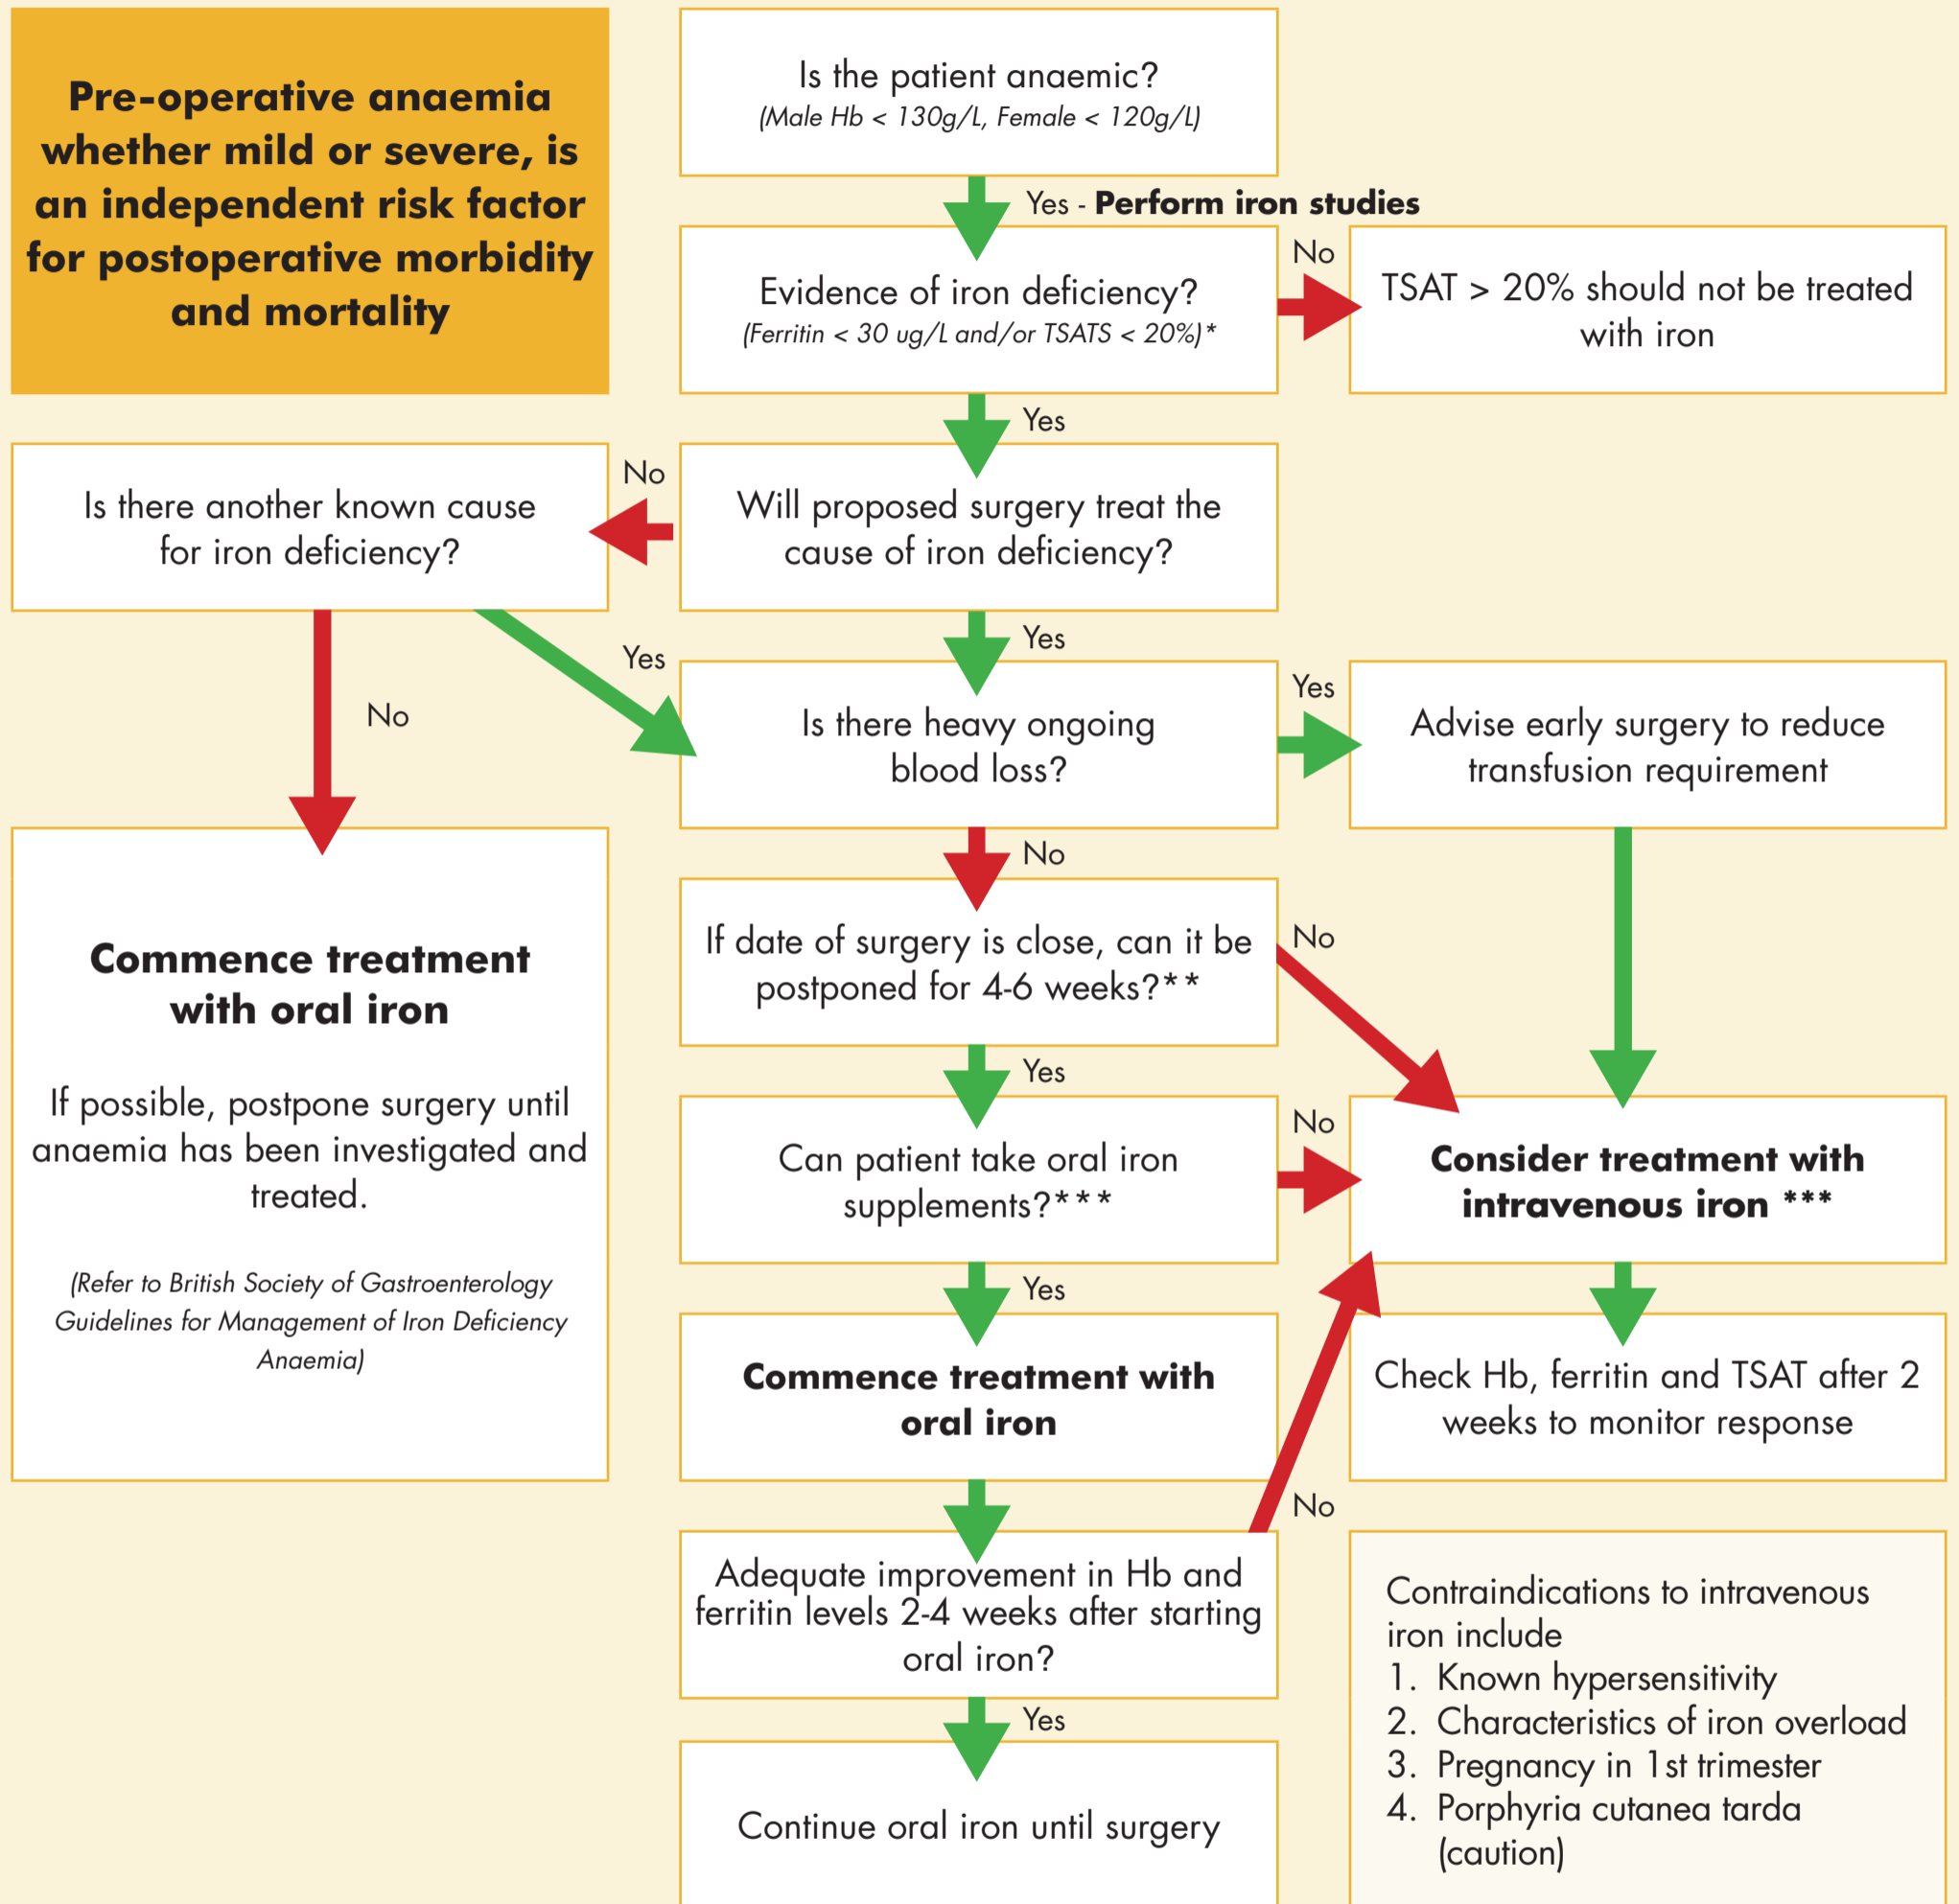 Pre-operative anaemia
whether mild or severe, is
an independent risk factor
for postoperative morbidity
and mortality
Is the patient anaemic?
(Male Hb < 130g/L, Female < 120g/L)
Yes - Perform iron studies
Evidence of iron deficiency?
(Ferritin < 30 ug/L and/or TSATS < 20%)*
No
TSAT > 20% should not be treated
with iron
Yes
Will proposed surgery treat the
cause of iron deficiency?
No
Is there another known cause
for iron deficiency?
Yes
Yes
No
Is there heavy ongoing
blood loss?
Yes
Advise early surgery to reduce
transfusion requirement
No
Commence treatment
with oral iron
If possible, postpone surgery until
anaemia has been investigated and
treated.
(Refer to British Society of Gastroenterology
Guidelines for Management of Iron Deficiency
Anaemia)
If date of surgery is close, can it be
postponed for 4-6 weeks?**
No
Yes
Can patient take oral iron
supplements?***
No
Consider treatment with
intravenous iron ***
Yes
Commence treatment with
oral iron
Check Hb, ferritin and TSAT after 2
weeks to monitor response
Adequate improvement in Hb and
ferritin levels 2-4 weeks after starting
oral iron?
No
Yes
Continue oral iron until surgery
Contraindications to intravenous
iron include
1. Known hypersensitivity
2. Characteristics of iron overload
3. Pregnancy in 1st trimester
4. Porphyria cutanea tarda
(caution)